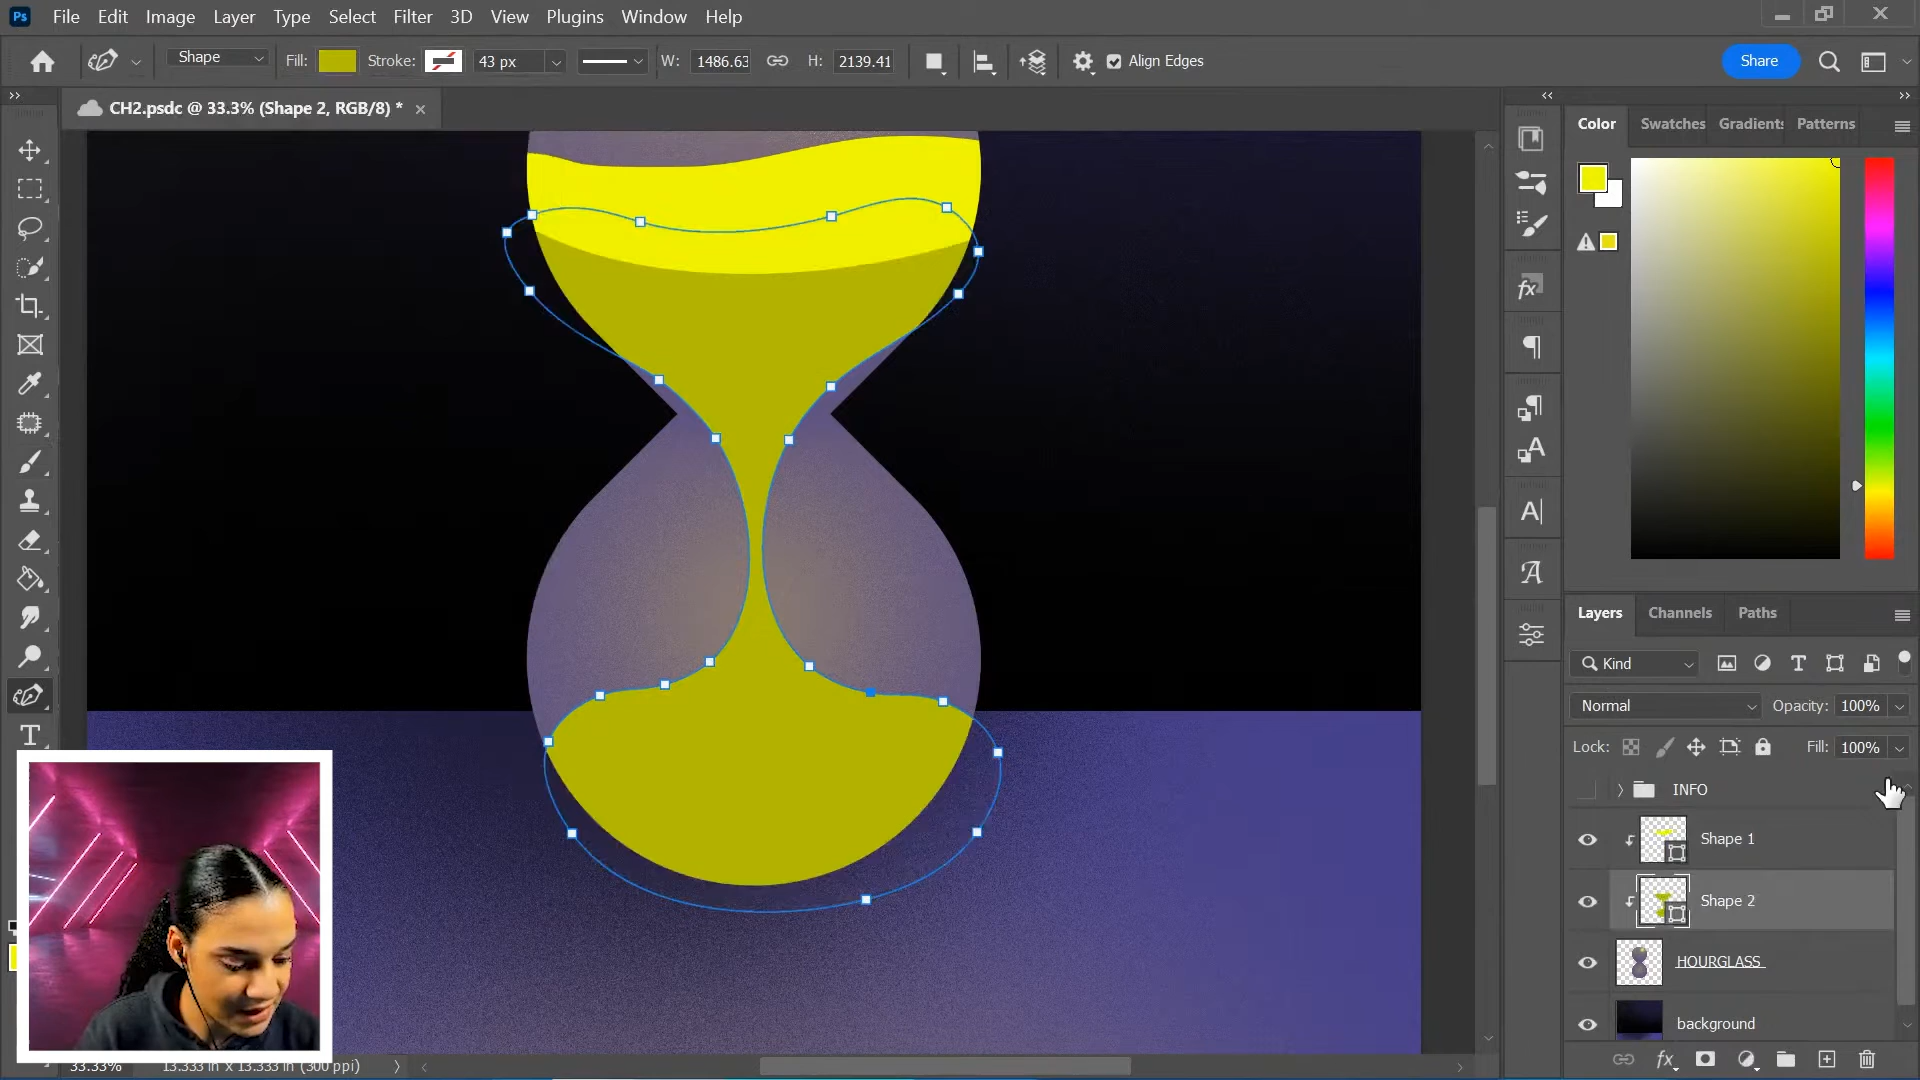 Ps File Edit Image Layer Type Select Filter 3D View Plugins Window Help
Shape Fill: Stroke: 43 px W: 1486.63 H: 2139.41 Align Edges Share
CH2.psdc @ 33.3% (Shape 2, RGB/8) *
Color Swatches Gradients Patterns
Layers Channels Paths
Kind
Normal Opacity: 100%
Lock: Fill: 100%
INFO
Shape 1
Shape 2
HOURGLASS
background
33.33% 13.333 in x 13.333 in (300 ppi)